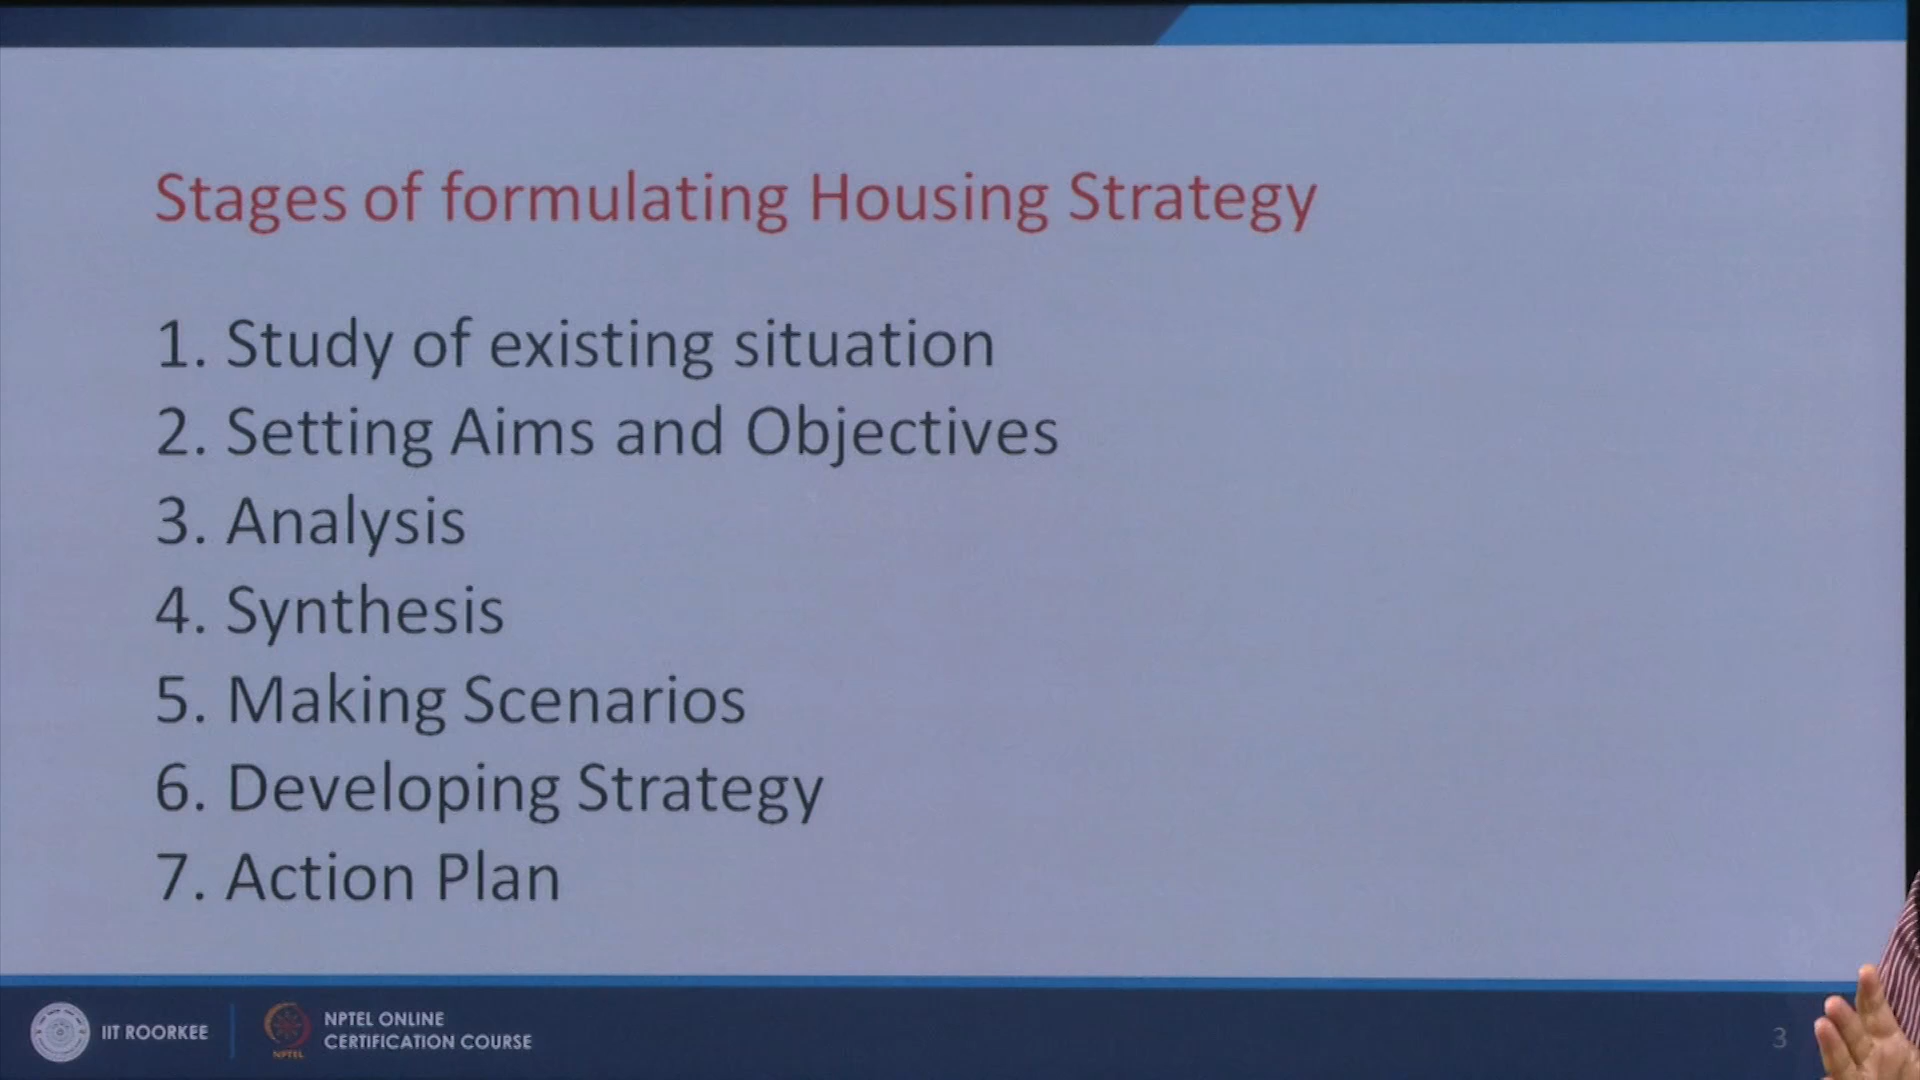 Stages of formulating Housing Strategy
1. Study of existing situation
2. Setting Aims and Objectives
3. Analysis
4. Synthesis
5. Making Scenarios
6. Developing Strategy
7. Action Plan
IIT ROORKEE
NPTEL
NPTEL ONLINE
CERTIFICATION COURSE
3